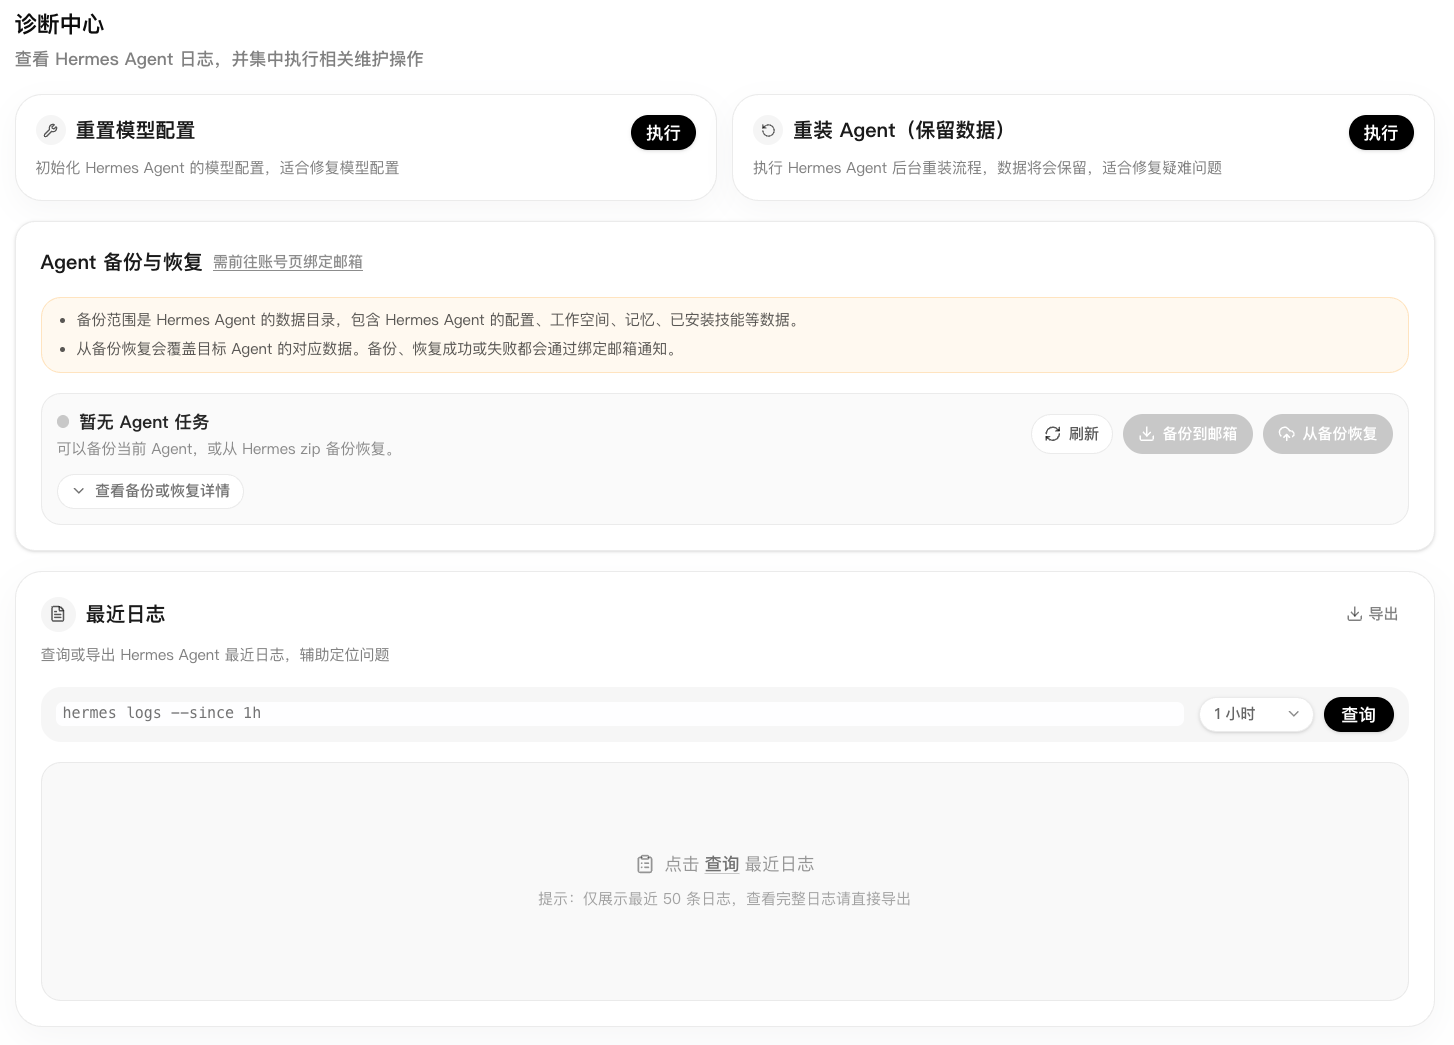 诊断中心
查看 Hermes Agent 日志，并集中执行相关维护操作
重置模型配置
执行
初始化 Hermes Agent 的模型配置，适合修复模型配置
重装 Agent（保留数据）
执行
执行 Hermes Agent 后台重装流程，数据将会保留，适合修复疑难问题
Agent 备份与恢复 需前往账号页绑定邮箱
• 备份范围是 Hermes Agent 的数据目录，包含 Hermes Agent 的配置、工作空间、记忆、已安装技能等数据。
• 从备份恢复会覆盖目标 Agent 的对应数据。备份、恢复成功或失败都会通过绑定邮箱通知。
暂无 Agent 任务
可以备份当前 Agent，或从 Hermes zip 备份恢复。
刷新
备份到邮箱
从备份恢复
查看备份或恢复详情
最近日志
导出
查询或导出 Hermes Agent 最近日志，辅助定位问题
hermes logs --since 1h
1 小时
查询
点击 查询 最近日志
提示：仅展示最近 50 条日志，查看完整日志请直接导出